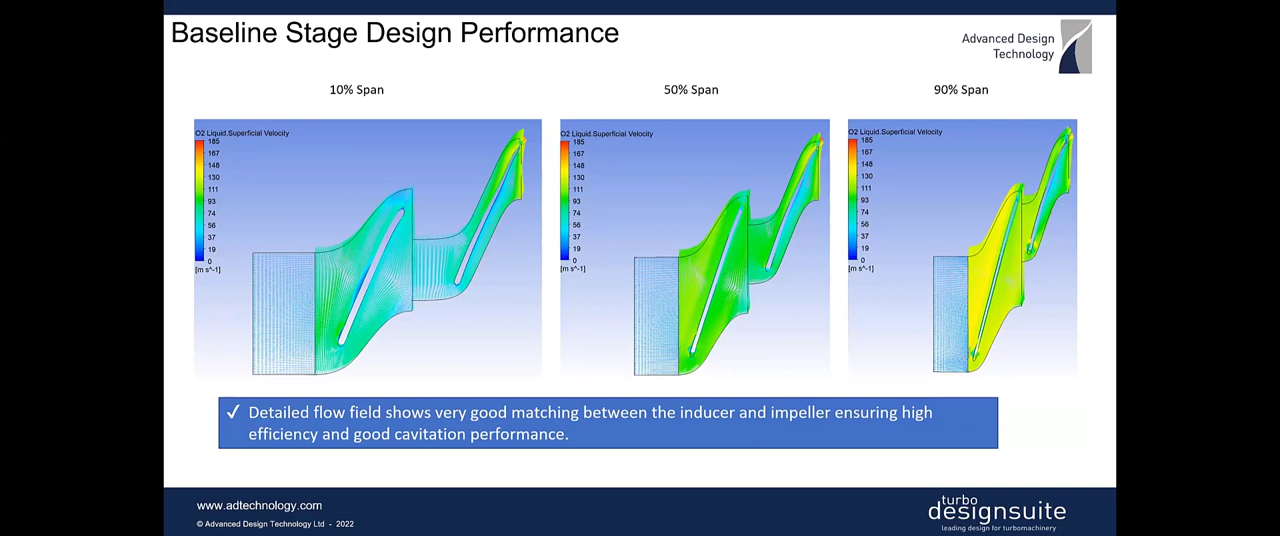 Baseline Stage Design Performance
Advanced Design
Technology
10% Span
50% Span
90% Span
O2 Liquid.Superficial Velocity
185
167
148
130
111
93
74
56
37
19
0
[m s^-1]
O2 Liquid.Superficial Velocity
185
167
148
130
111
93
74
56
37
19
0
[m s^-1]
O2 Liquid.Superficial Velocity
185
167
148
130
111
93
74
56
37
19
0
[m s^-1]
✓ Detailed flow field shows very good matching between the inducer and impeller ensuring high
efficiency and good cavitation performance.
www.adtechnology.com
© Advanced Design Technology Ltd - 2022
turbo
designsuite
leading design for turbomachinery